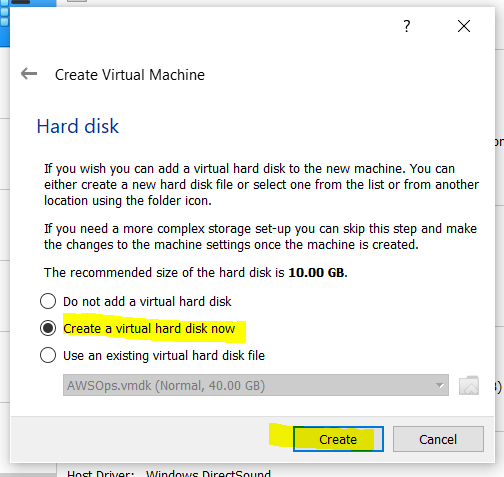 ?
Create Virtual Machine
Hard disk
If you wish you can add a virtual hard disk to the new machine. You can
either create a new hard disk file or select one from the list or from another
location using the folder icon.
If you need a more complex storage set-up you can skip this step and make
the changes to the machine settings once the machine is created.
The recommended size of the hard disk is 10.00 GB.
Do not add a virtual hard disk
Create a virtual hard disk now
Use an existing virtual hard disk file
AWSOps.vmdk (Normal, 40.00 GB)
Create
Cancel
Host Driver: Windows DirectSound